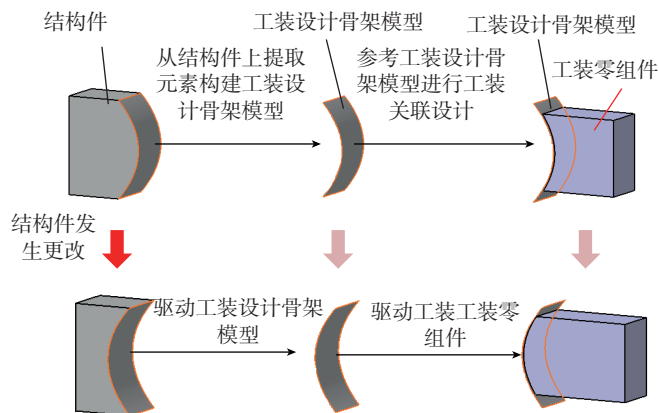 结构件
工装设计骨架模型
工装设计骨架模型
从结构件上提取
元素构建工装设
计骨架模型
参考工装设计骨
架模型进行工装
关联设计
工装零组件
结构件发
生更改
驱动工装设计骨架
模型
驱动工装工装零
组件